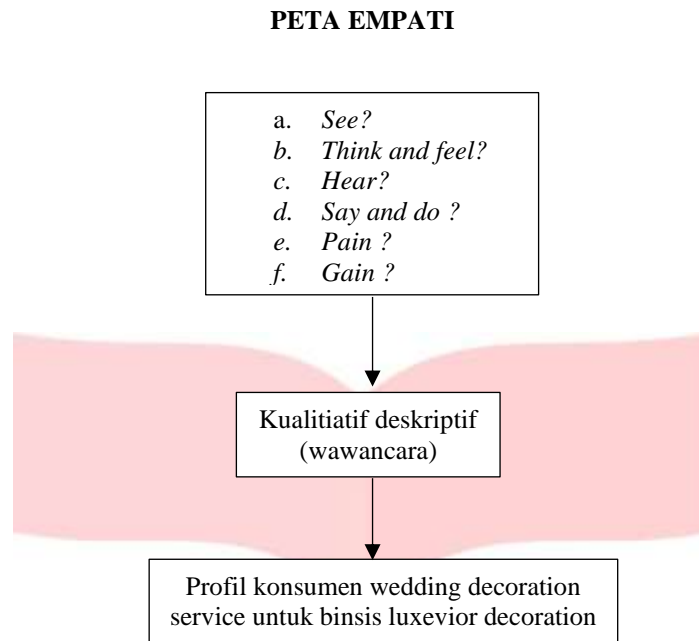 PETA EMPATI
a. See?
b. Think and feel?
c. Hear?
d. Say and do ?
e. Pain ?
f. Gain ?
Kualitiatif deskriptif
(wawancara)
Profil konsumen wedding decoration
service untuk binsis luxevior decoration